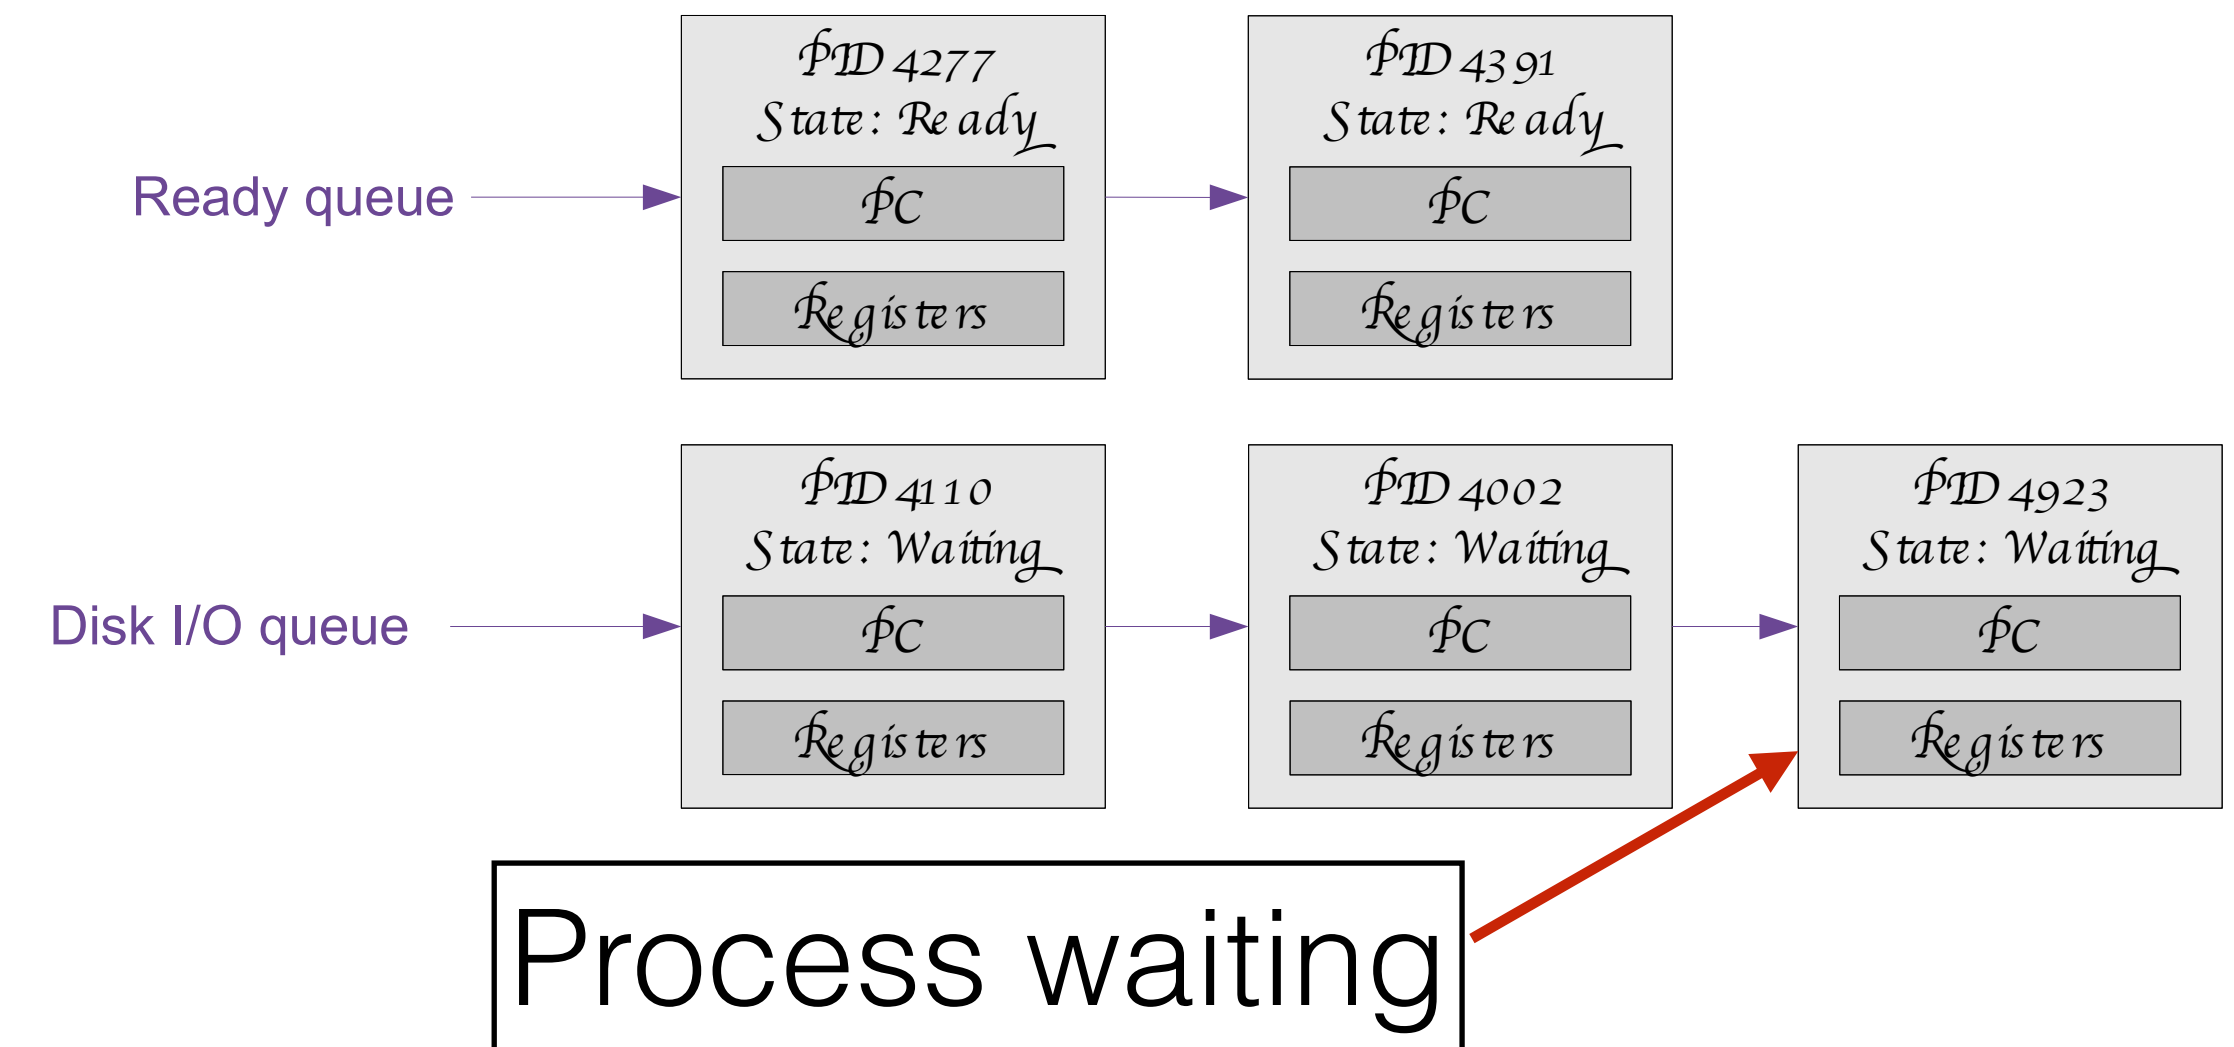 PID 4277
State: Ready
PC
Registers
PID 4391
State: Ready
PC
Registers
Ready queue
PID 4110
State: Waiting
PC
Registers
PID 4002
State: Waiting
PC
Registers
PID 4923
State: Waiting
PC
Registers
Disk I/O queue
Process waiting